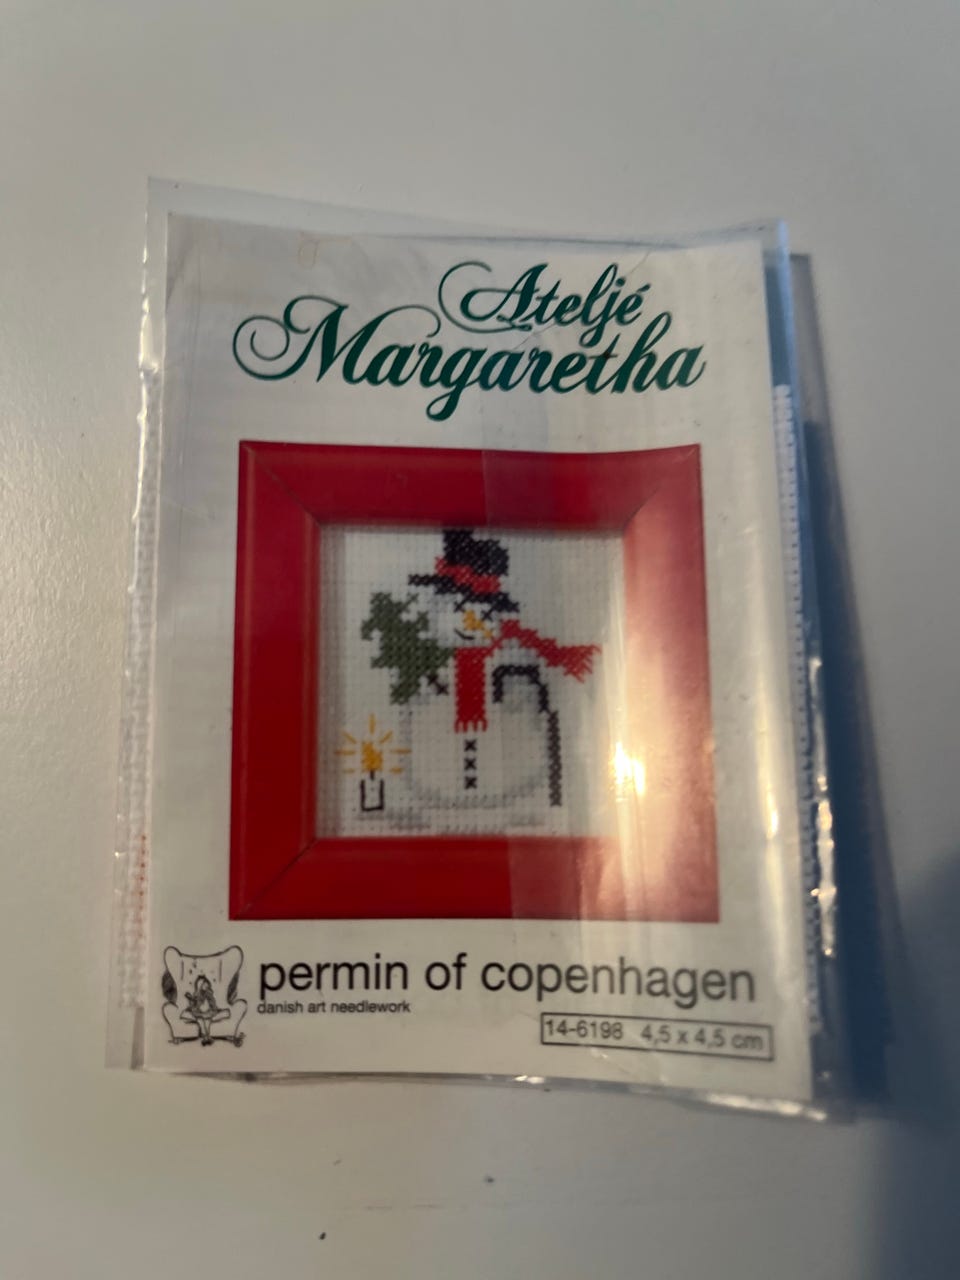 Ateljé
Margaretha
permin of copenhagen
danish art needlework
14-6198 4,5 x 4,5 cm